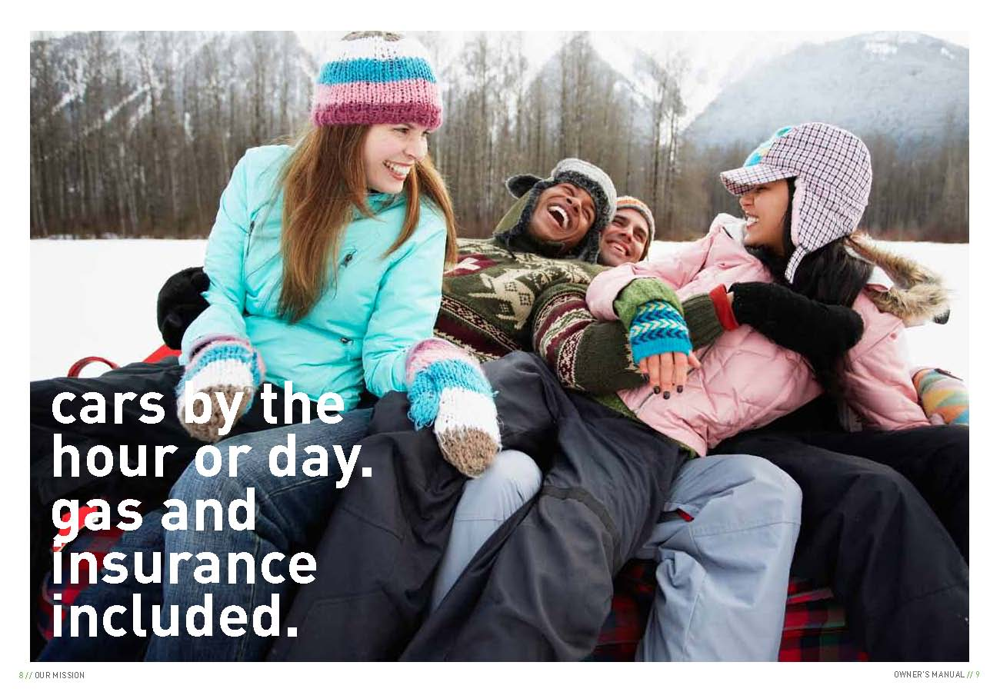 cars by the
hour or day.
gas and
insurance
included.
8 // OUR MISSION
OWNER'S MANUAL // 9